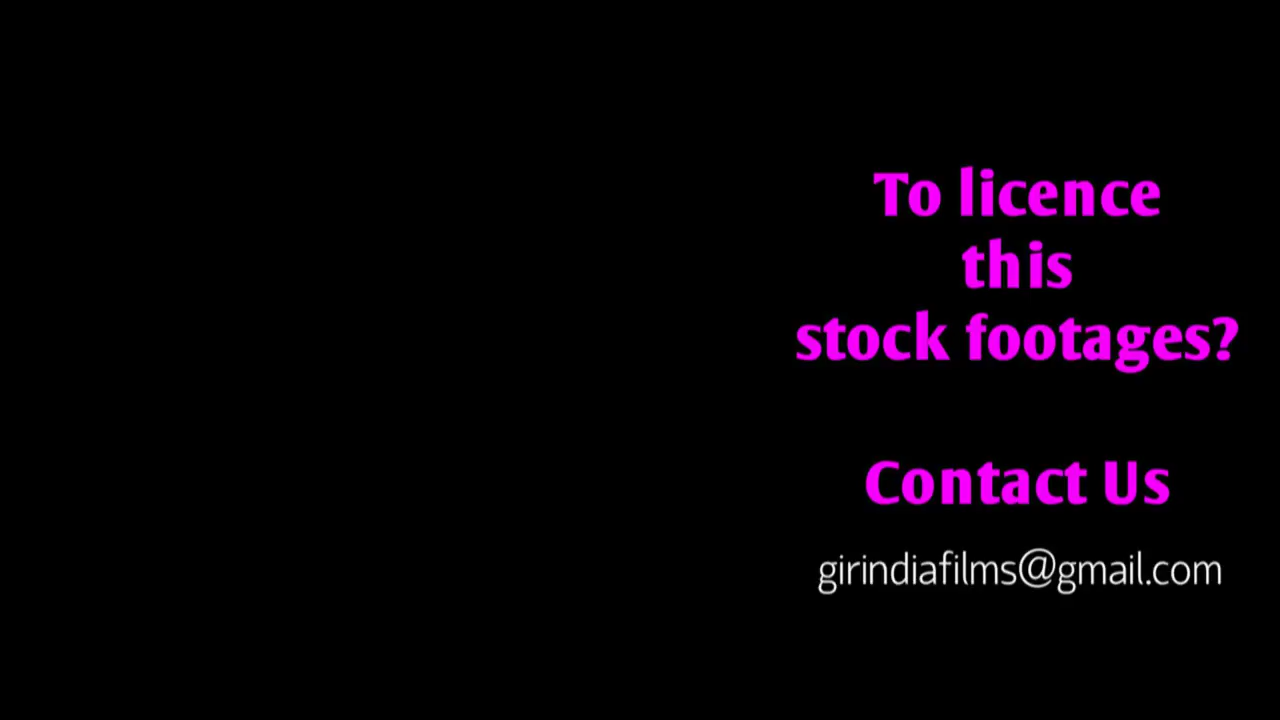 To licence
this
stock footages?
Contact Us
girindiafilms@gmail.com